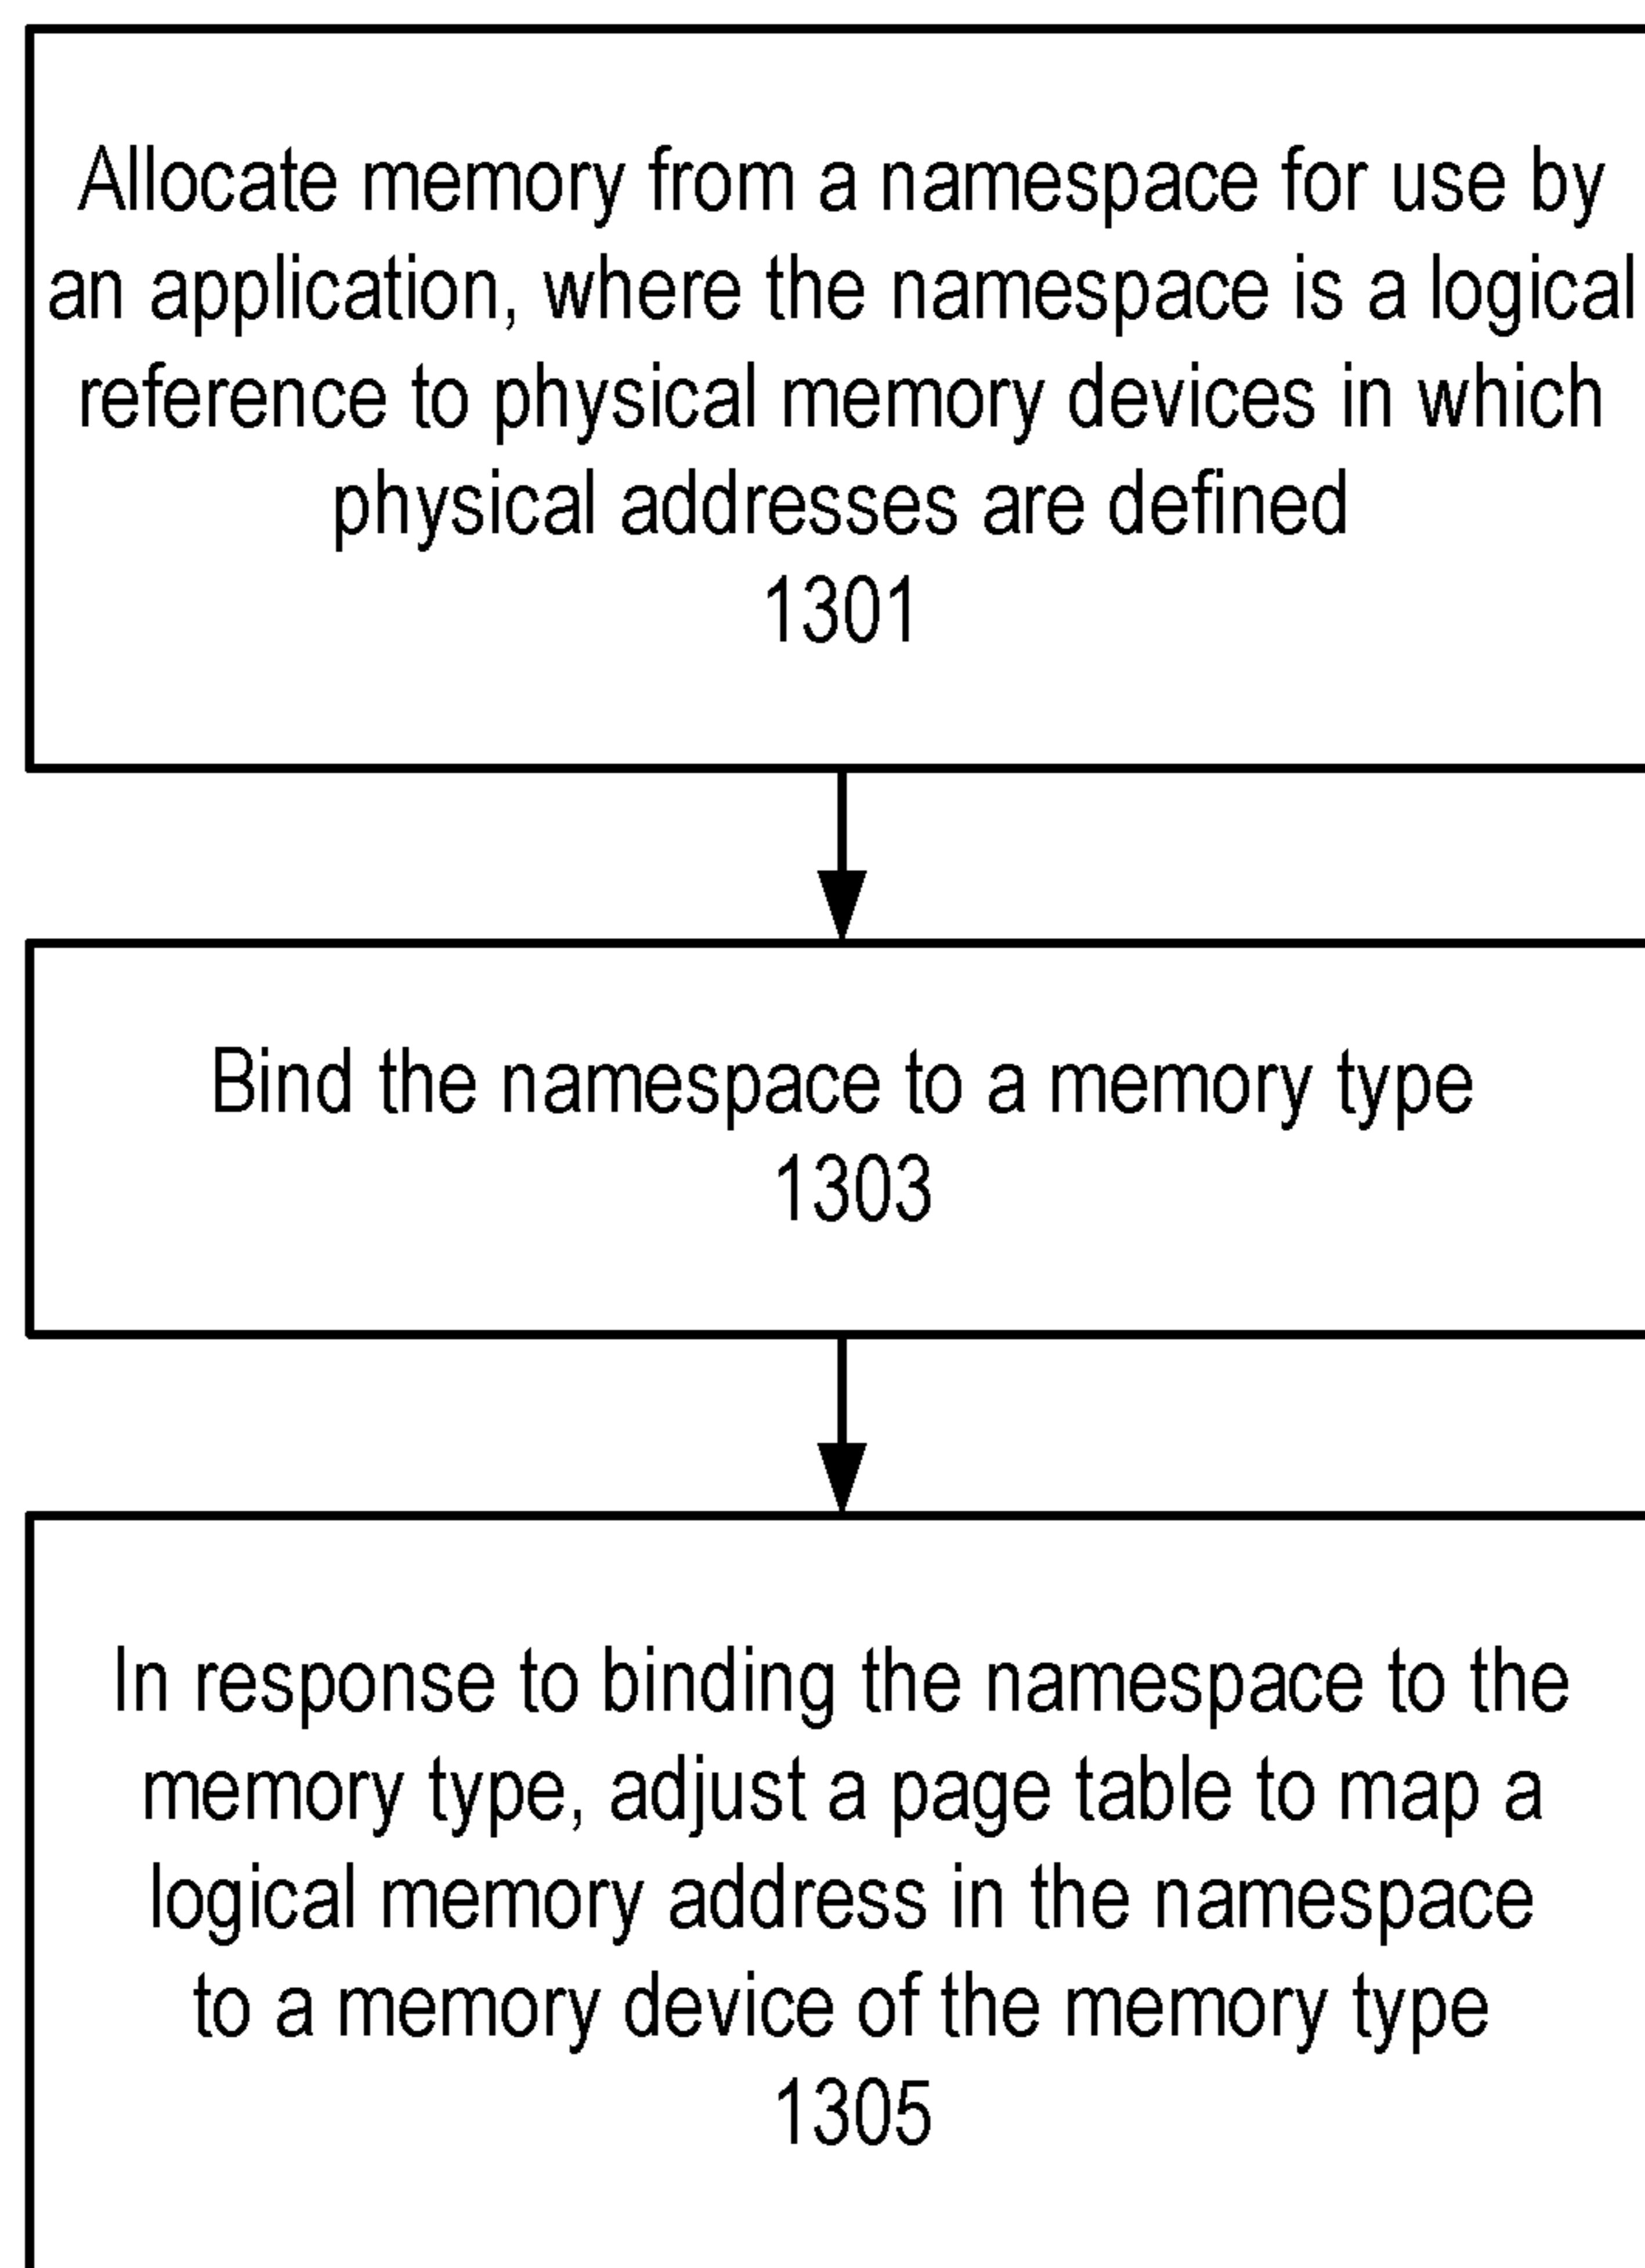 Allocate memory from a namespace for use by
an application, where the namespace is a logical
reference to physical memory devices in which
physical addresses are defined
1301
Bind the namespace to a memory type
1303
In response to binding the namespace to the
memory type, adjust a page table to map a
logical memory address in the namespace
to a memory device of the memory type
1305